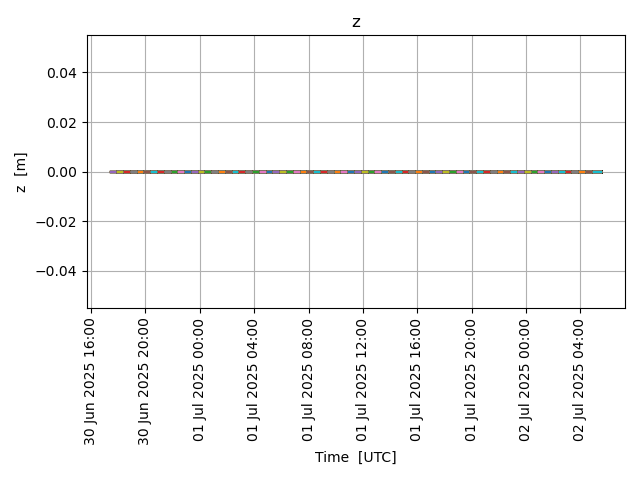 z
0.04
0.02
0.00
−0.02
−0.04
z [m]
30 Jun 2025 16:00
30 Jun 2025 20:00
01 Jul 2025 00:00
01 Jul 2025 04:00
01 Jul 2025 08:00
01 Jul 2025 12:00
01 Jul 2025 16:00
01 Jul 2025 20:00
02 Jul 2025 00:00
02 Jul 2025 04:00
Time [UTC]